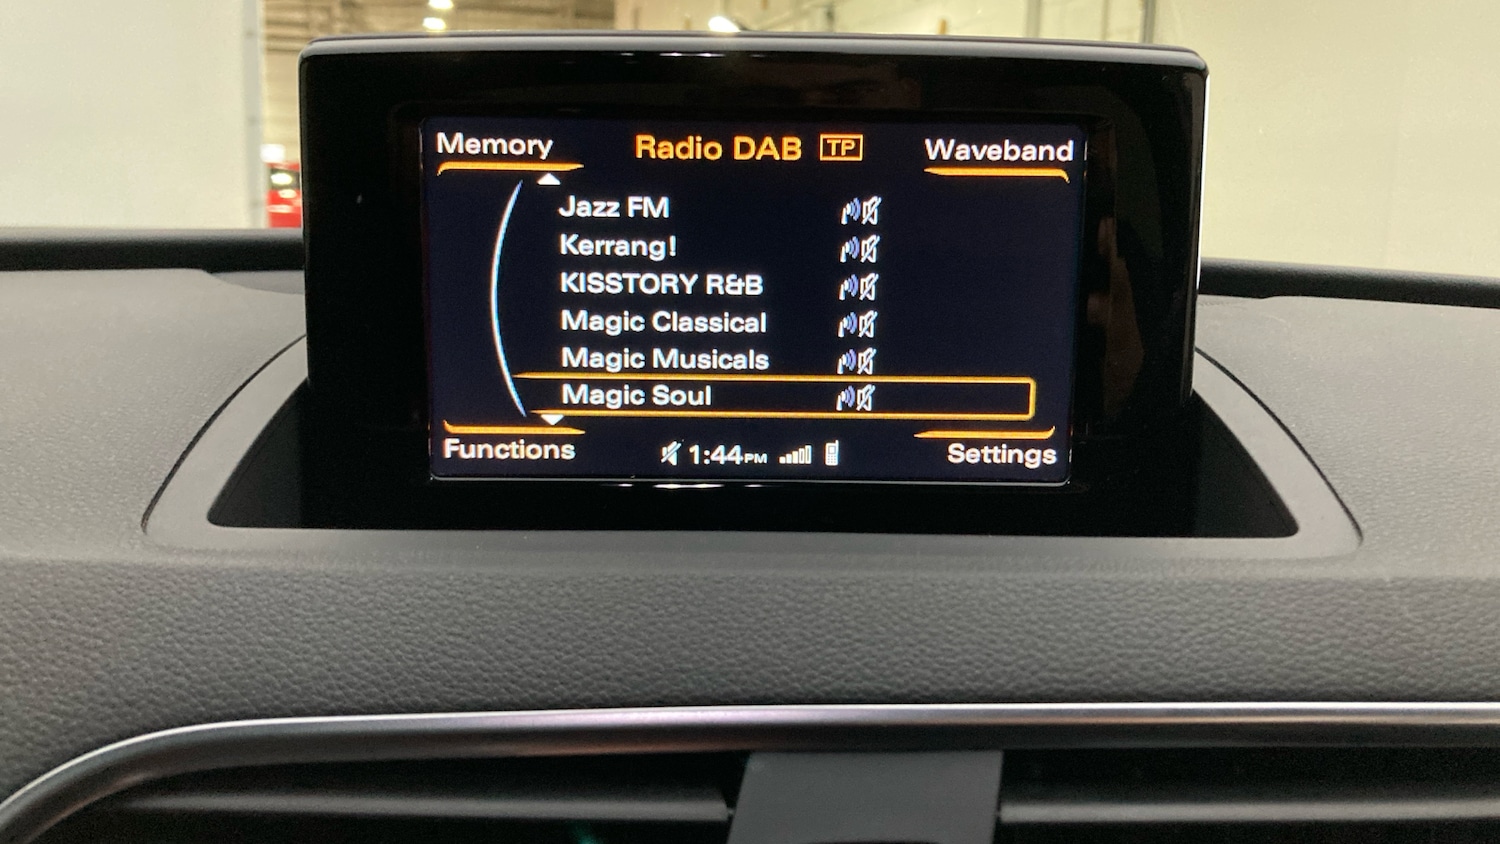 Memory Radio DAB TP Waveband
Jazz FM
Kerrang!
KISSTORY R&B
Magic Classical
Magic Musicals
Magic Soul
Functions 1:44PM Settings